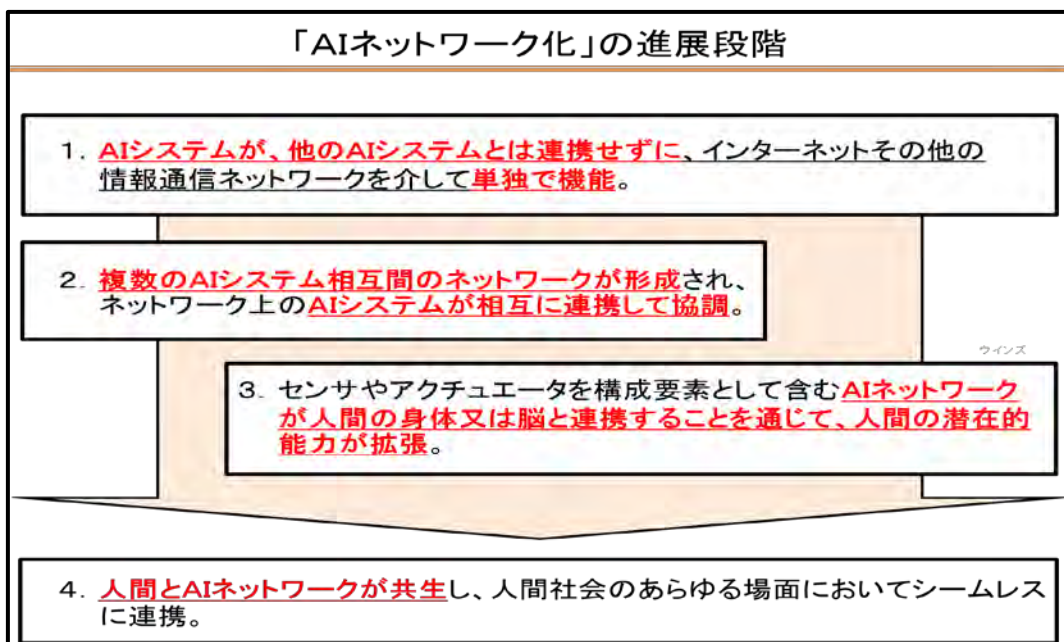 「AIネットワーク化」の進展段階
1. AIシステムが、他のAIシステムとは連携せずに、インターネットその他の
情報通信ネットワークを介して単独で機能。
2. 複数のAIシステム相互間のネットワークが形成され、
ネットワーク上のAIシステムが相互に連携して協調。
ウィンズ
3. センサやアクチュエータを構成要素として含むAIネットワーク
が人間の身体又は脳と連携することを通じて、人間の潜在的
能力が拡張。
4. 人間とAIネットワークが共生し、人間社会のあらゆる場面においてシームレス
に連携。